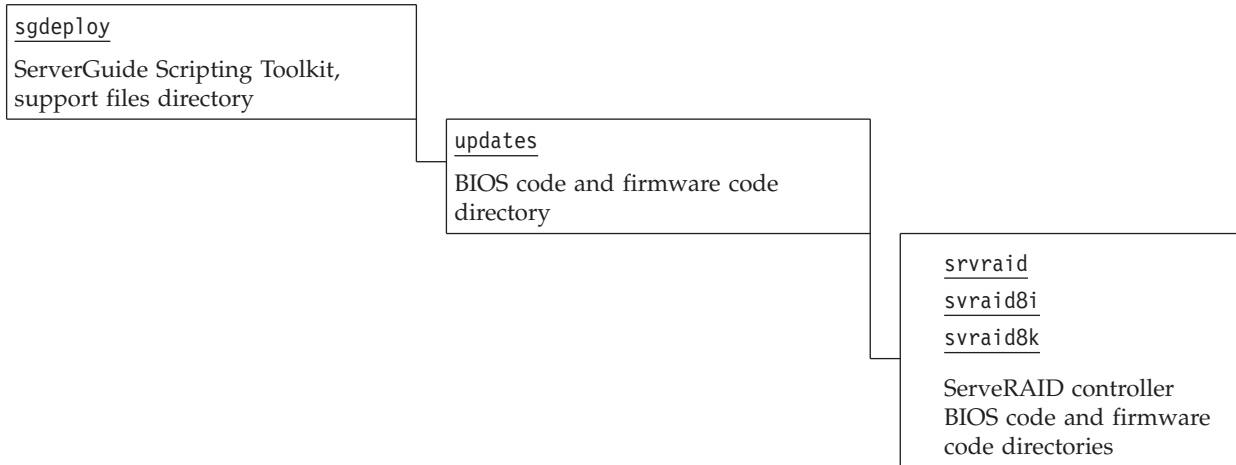 sgdeploy
ServerGuide Scripting Toolkit,
support files directory
updates
BIOS code and firmware code
directory
srvraid
svraid8i
svraid8k
ServeRAID controller
BIOS code and firmware
code directories